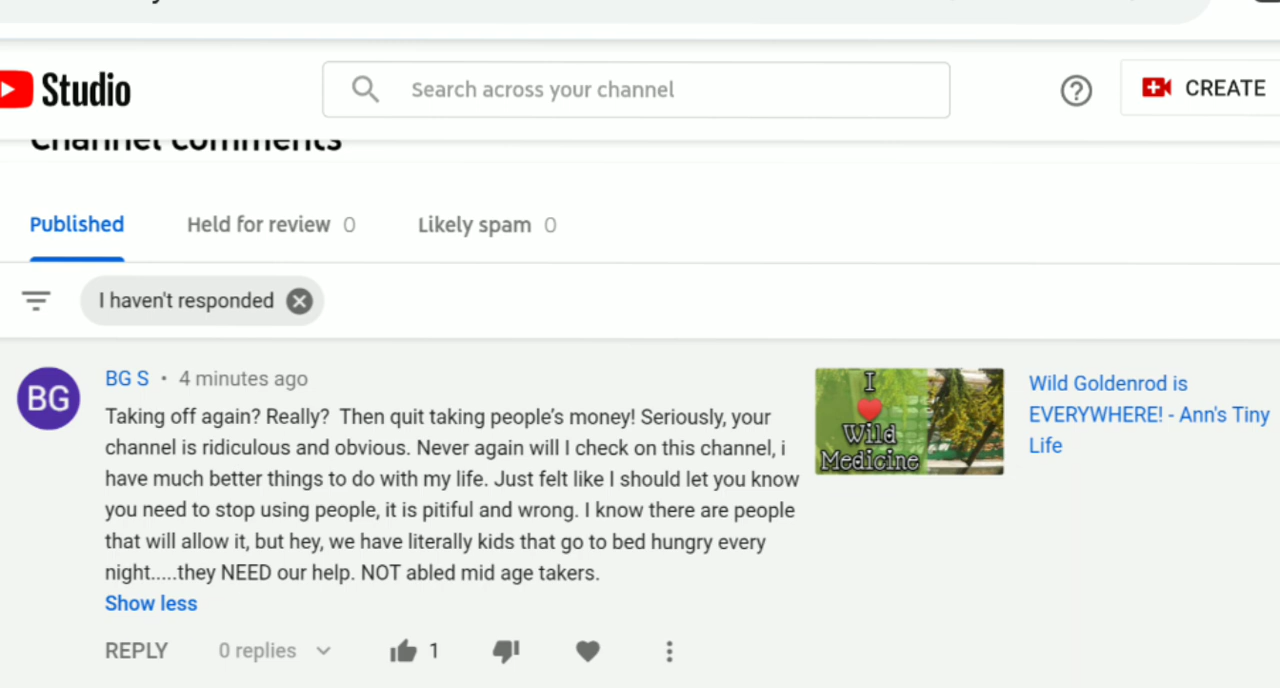 Studio
Search across your channel
CREATE
Channel comments
Published
Held for review 0
Likely spam 0
I haven't responded
BG
BG S • 4 minutes ago
Taking off again? Really?  Then quit taking people's money! Seriously, your
channel is ridiculous and obvious. Never again will I check on this channel, i
have much better things to do with my life. Just felt like I should let you know
you need to stop using people, it is pitiful and wrong. I know there are people
that will allow it, but hey, we have literally kids that go to bed hungry every
night.....they NEED our help. NOT abled mid age takers.
Show less
REPLY
0 replies
1
I
Wild
Medicine
Wild Goldenrod is
EVERYWHERE! - Ann's Tiny
Life